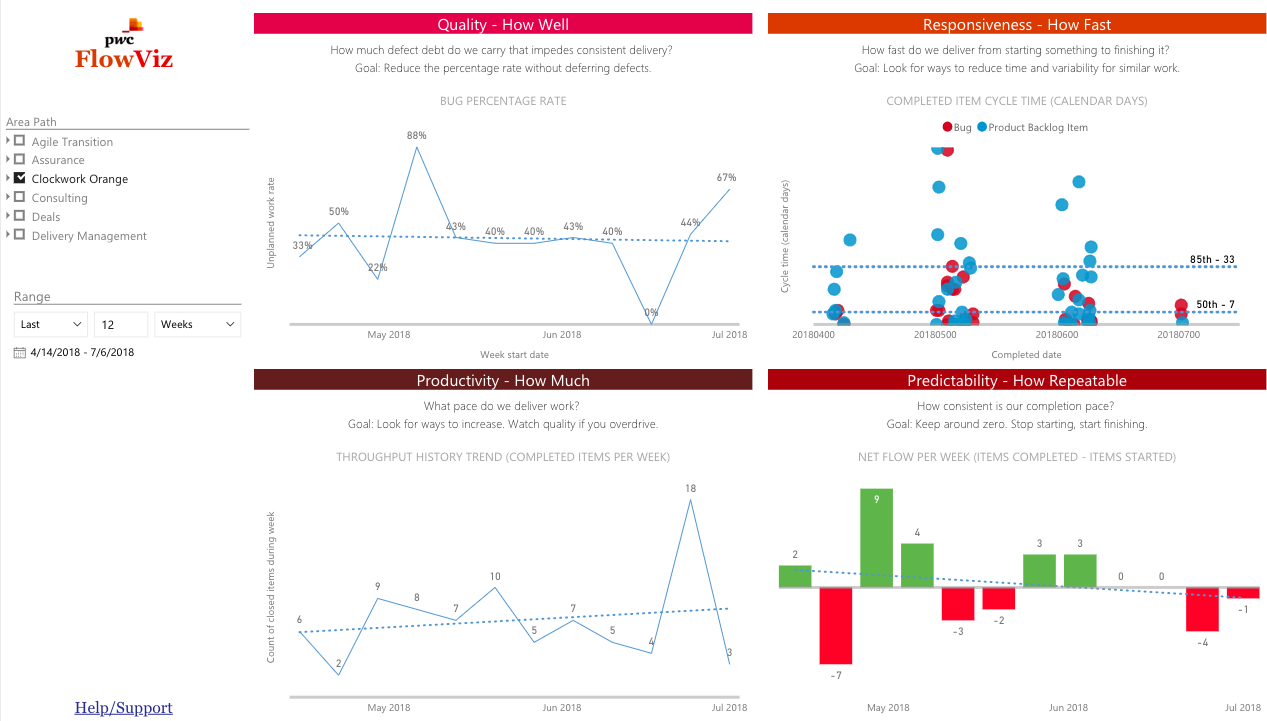 pwc
FlowViz
Area Path
Agile Transition
Assurance
Clockwork Orange
Consulting
Deals
Delivery Management
Range
Last
12
Weeks
4/14/2018 - 7/6/2018
Help/Support
Quality - How Well
How much defect debt do we carry that impedes consistent delivery?
Goal: Reduce the percentage rate without deferring defects.
BUG PERCENTAGE RATE
Unplanned work rate
33%
50%
22%
88%
43%
40%
40%
43%
40%
0%
44%
67%
May 2018
Jun 2018
Jul 2018
Week start date
Responsiveness - How Fast
How fast do we deliver from starting something to finishing it?
Goal: Look for ways to reduce time and variability for similar work.
COMPLETED ITEM CYCLE TIME (CALENDAR DAYS)
Bug
Product Backlog Item
Cycle time (calendar days)
85th - 33
50th - 7
20180400
20180500
20180600
20180700
Completed date
Productivity - How Much
What pace do we deliver work?
Goal: Look for ways to increase. Watch quality if you overdrive.
THROUGHPUT HISTORY TREND (COMPLETED ITEMS PER WEEK)
Count of closed items during week
6
2
9
8
7
10
5
7
5
4
18
3
May 2018
Jun 2018
Jul 2018
Predictability - How Repeatable
How consistent is our completion pace?
Goal: Keep around zero. Stop starting, start finishing.
NET FLOW PER WEEK (ITEMS COMPLETED - ITEMS STARTED)
2
-7
9
4
-3
-2
3
3
0
0
-4
-1
May 2018
Jun 2018
Jul 2018